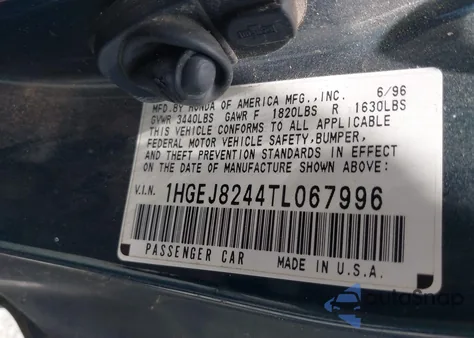 MFD.BY HONDA OF AMERICA MFG.,INC. 6/96
GVWR 3440LBS GAWR F 1820LBS R 1630LBS
THIS VEHICLE CONFORMS TO ALL APPLICABLE
FEDERAL MOTOR VEHICLE SAFETY,BUMPER,
AND THEFT PREVENTION STANDARDS IN
EFFECT ON THE DATE OF MANUFACTURE SHOWN ABOVE:
V.I.N. 1HGEJ8244TL067996
PASSENGER CAR MADE IN U.S.A.
autoSnap